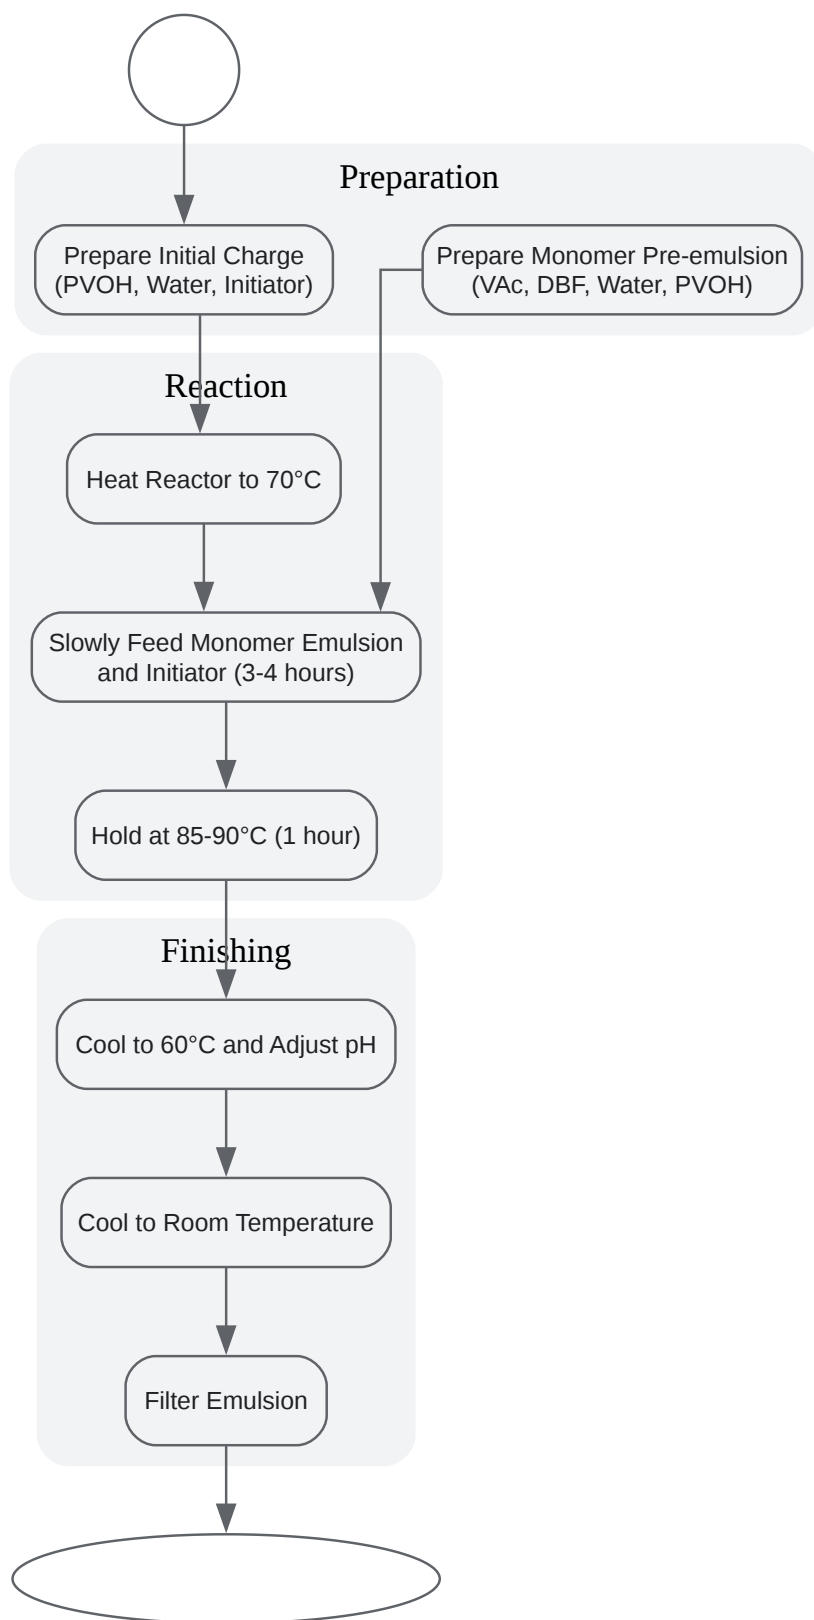 Preparation
Prepare Initial Charge
(PVOH, Water, Initiator)
Prepare Monomer Pre-emulsion
(VAc, DBF, Water, PVOH)
Reaction
Heat Reactor to 70°C
Slowly Feed Monomer Emulsion
and Initiator (3-4 hours)
Hold at 85-90°C (1 hour)
Finishing
Cool to 60°C and Adjust pH
Cool to Room Temperature
Filter Emulsion